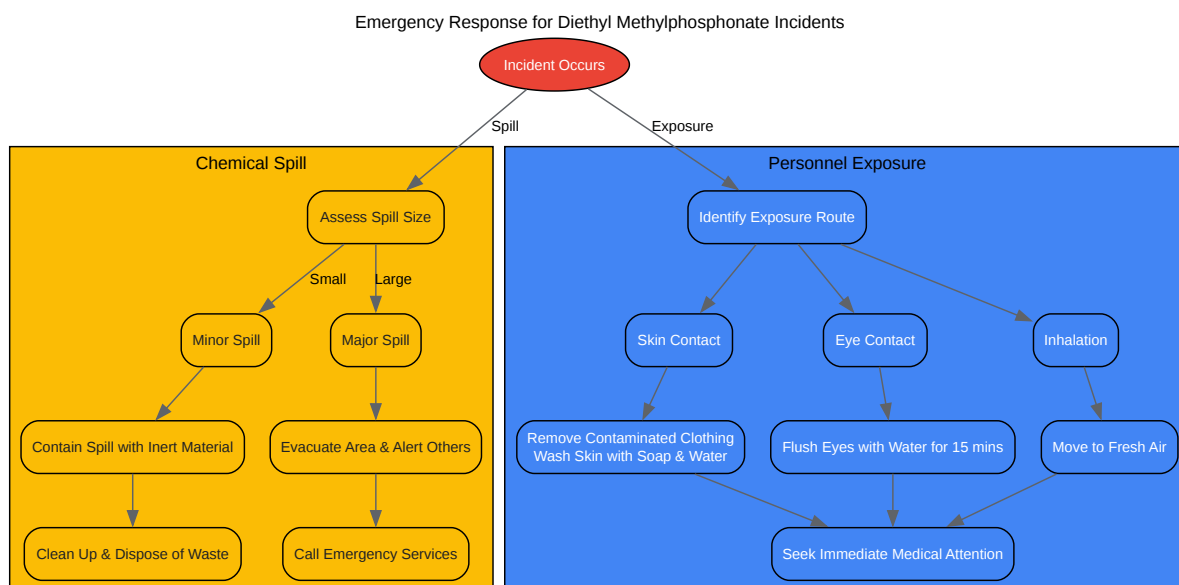 Emergency Response for Diethyl Methylphosphonate Incidents
Incident Occurs
Spill
Exposure
Chemical Spill
Personnel Exposure
Assess Spill Size
Identify Exposure Route
Small
Large
Minor Spill
Major Spill
Skin Contact
Eye Contact
Inhalation
Contain Spill with Inert Material
Evacuate Area & Alert Others
Remove Contaminated Clothing
Wash Skin with Soap & Water
Flush Eyes with Water for 15 mins
Move to Fresh Air
Clean Up & Dispose of Waste
Call Emergency Services
Seek Immediate Medical Attention